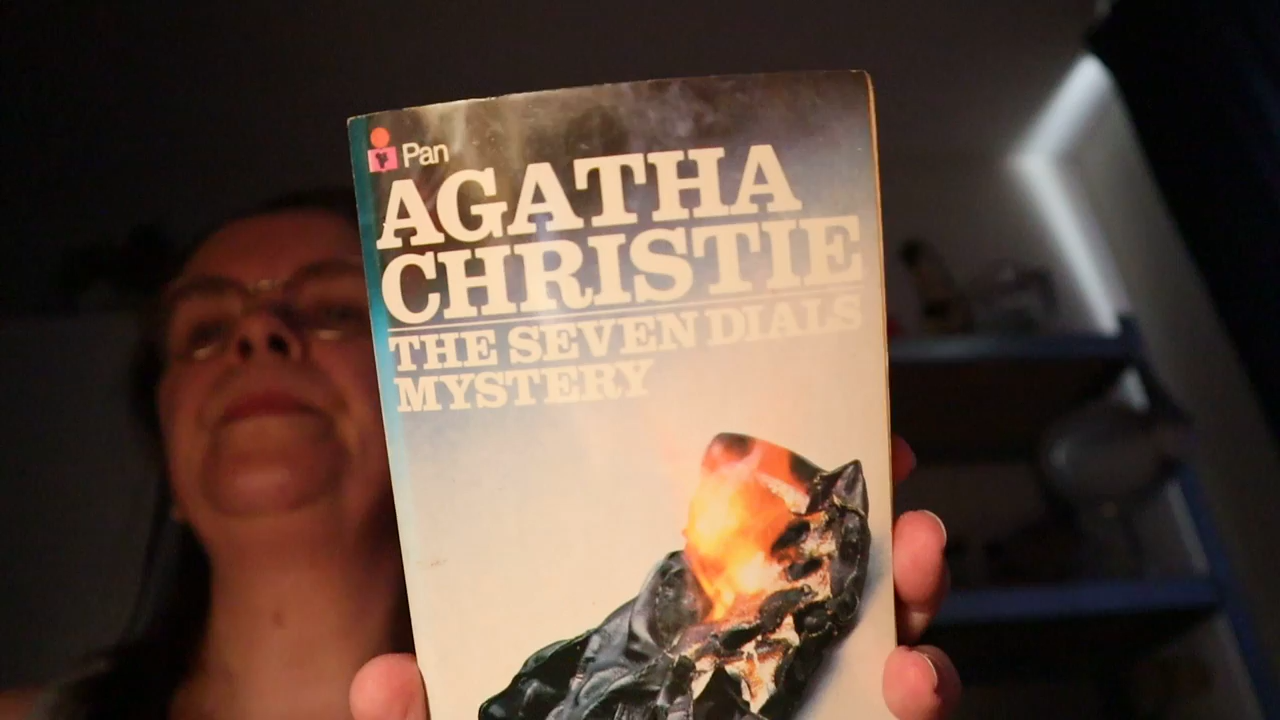 Pan
AGATHA
CHRISTIE
THE SEVEN DIALS
MYSTERY